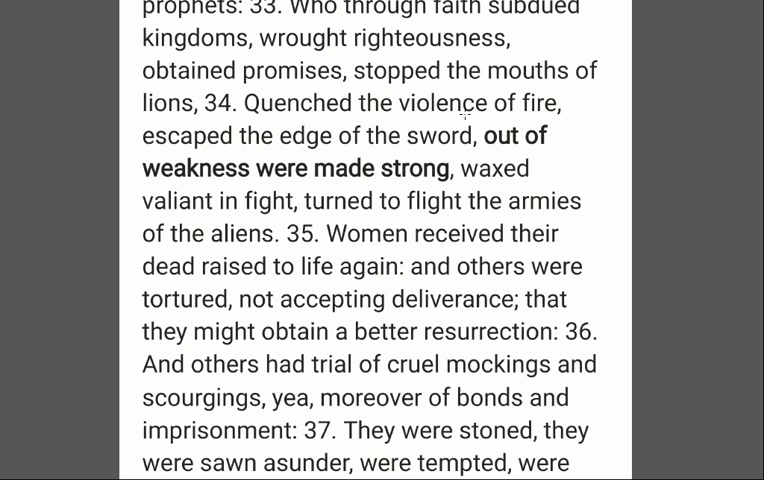 prophets: 33. Who through faith subdued
kingdoms, wrought righteousness,
obtained promises, stopped the mouths of
lions, 34. Quenched the violence of fire,
escaped the edge of the sword, out of
weakness were made strong, waxed
valiant in fight, turned to flight the armies
of the aliens. 35. Women received their
dead raised to life again: and others were
tortured, not accepting deliverance; that
they might obtain a better resurrection: 36.
And others had trial of cruel mockings and
scourgings, yea, moreover of bonds and
imprisonment: 37. They were stoned, they
were sawn asunder, were tempted, were